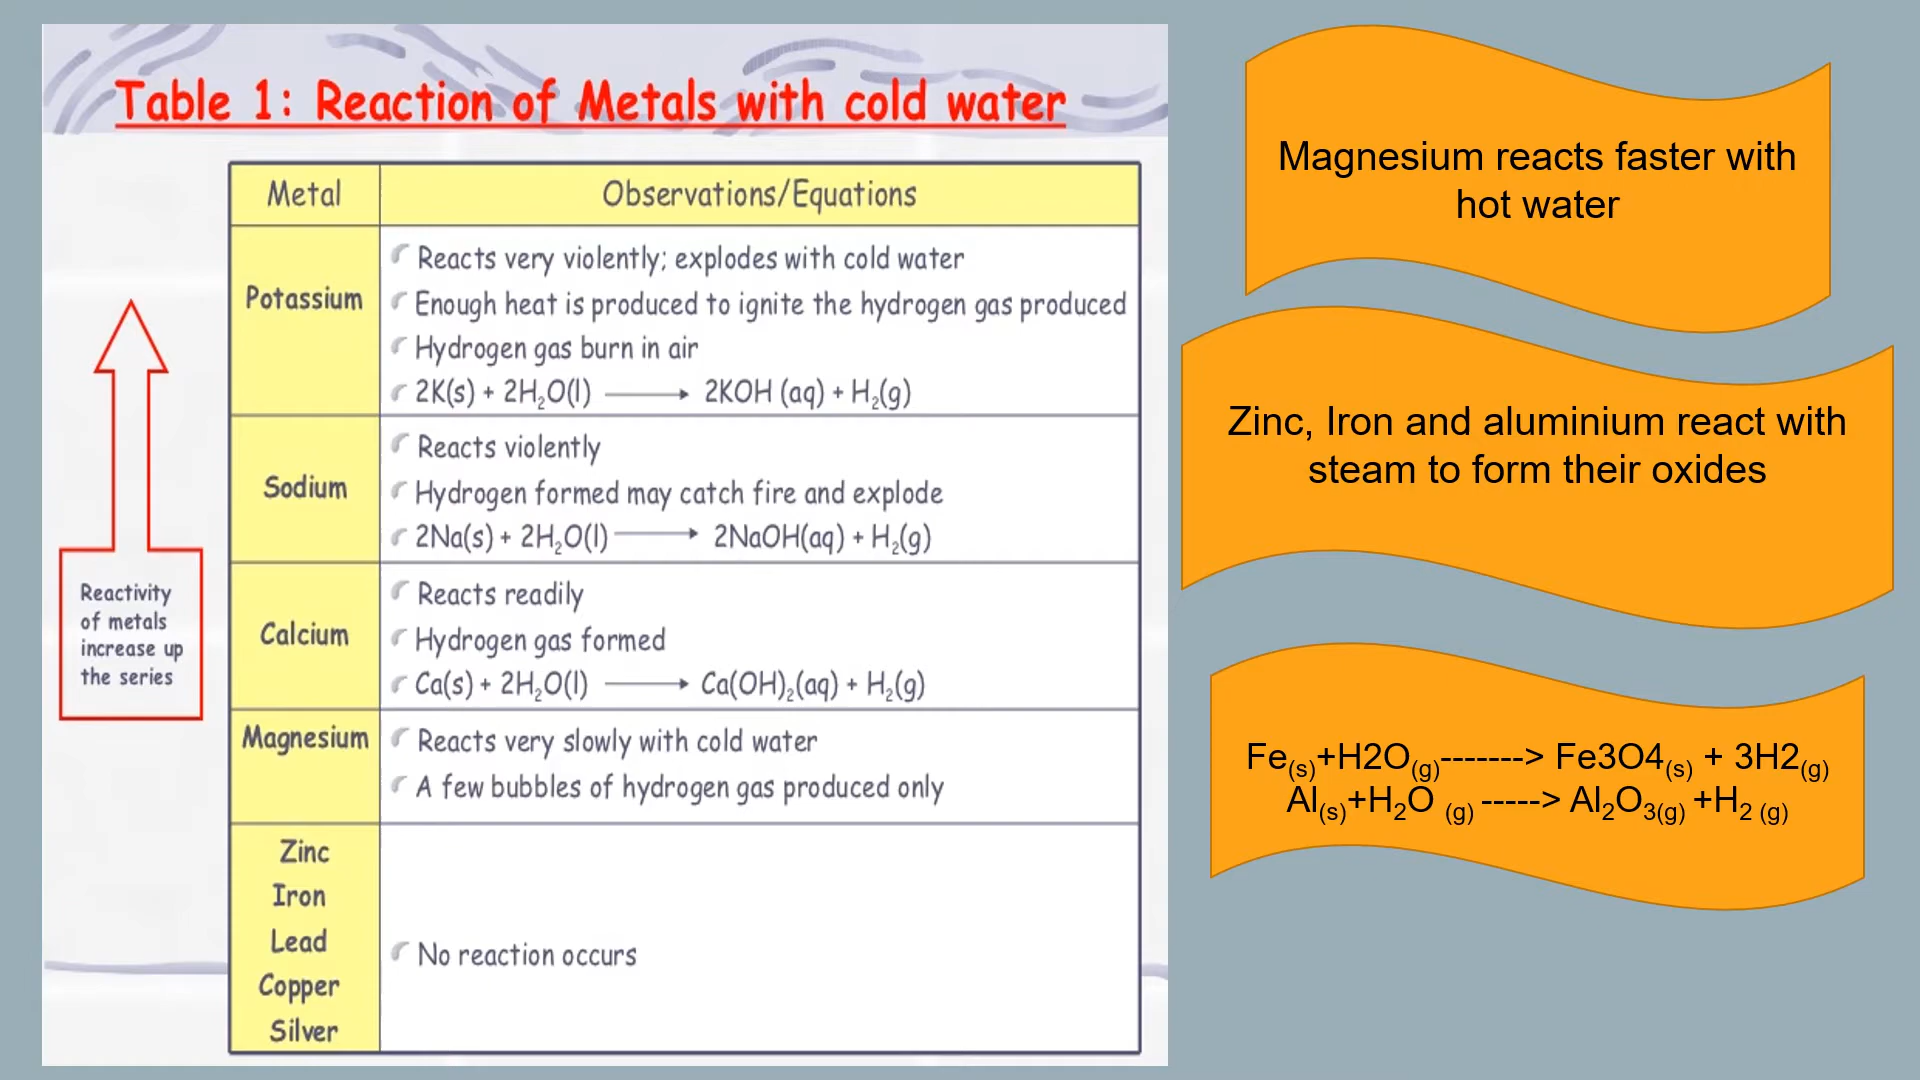 Table 1: Reaction of Metals with cold water
Metal
Observations/Equations
Potassium
Reacts very violently; explodes with cold water
Enough heat is produced to ignite the hydrogen gas produced
Hydrogen gas burn in air
2K(s) + 2H₂O(l) ⟶ 2KOH (aq) + H₂(g)
Sodium
Reacts violently
Hydrogen formed may catch fire and explode
2Na(s) + 2H₂O(l) ⟶ 2NaOH(aq) + H₂(g)
Calcium
Reacts readily
Hydrogen gas formed
Ca(s) + 2H₂O(l) ⟶ Ca(OH)₂(aq) + H₂(g)
Magnesium
Reacts very slowly with cold water
A few bubbles of hydrogen gas produced only
Zinc
Iron
Lead
Copper
Silver
No reaction occurs
Reactivity
of metals
increase up
the series
Magnesium reacts faster with
hot water
Zinc, Iron and aluminium react with
steam to form their oxides
Fe(s)+H2O(g)-------> Fe3O4(s) + 3H2(g)
Al(s)+H₂O (g) -----> Al₂O₃(g) +H₂ (g)